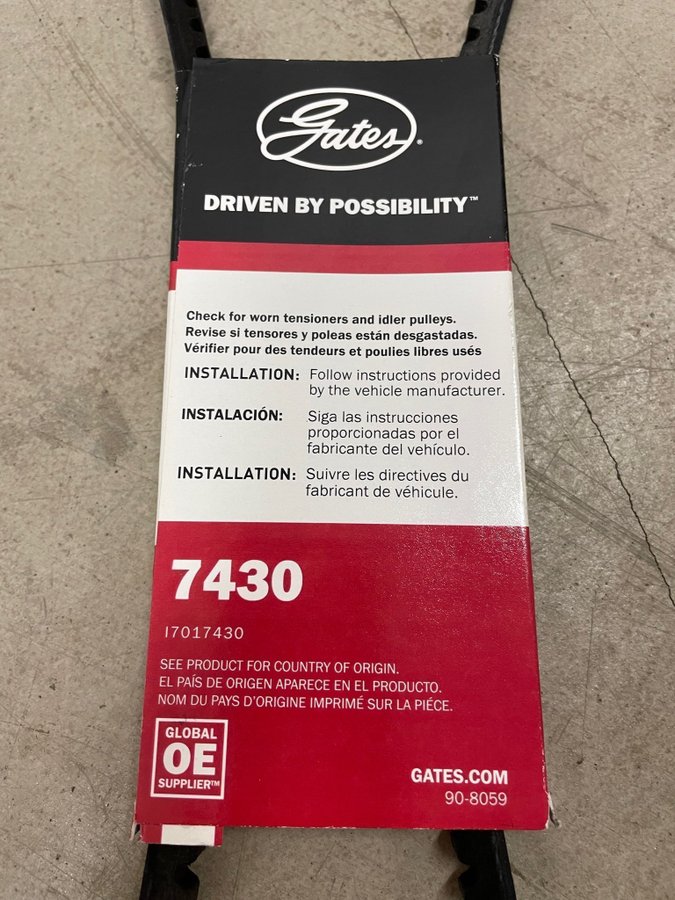 Gates®
DRIVEN BY POSSIBILITY™
Check for worn tensioners and idler pulleys.
Revise si tensores y poleas están desgastadas.
Vérifier pour des tendeurs et poulies libres usés
INSTALLATION: Follow instructions provided
by the vehicle manufacturer.
INSTALACIÓN: Siga las instrucciones
proporcionadas por el
fabricante del vehículo.
INSTALLATION: Suivre les directives du
fabricant de véhicule.
7430
I7017430
SEE PRODUCT FOR COUNTRY OF ORIGIN.
EL PAÍS DE ORIGEN APARECE EN EL PRODUCTO.
NOM DU PAYS D'ORIGINE IMPRIMÉ SUR LA PIÉCE.
GLOBAL
OE
SUPPLIER™
GATES.COM
90-8059